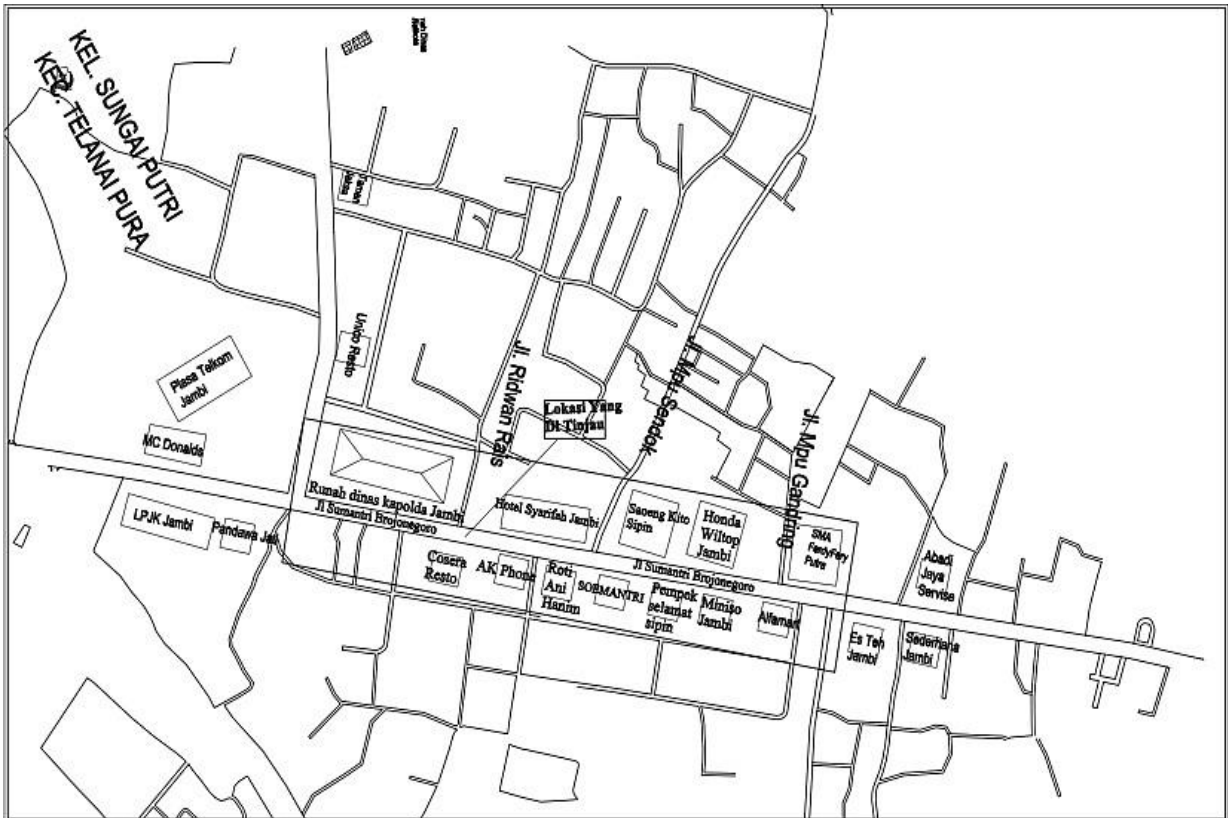 KEL. SUNGAI PUTRI
KEC. TELANAI PURA
Taman
Unido Resto
Plasa Telkom
Jambi
MC Donalds
Jl. Ridwan Rais
Lokasi Yang
Di Tinjau
Jl. Mpu Sendok
Jl. Mpu Gandring
Rumah dinas kapolda Jambi
Jl Sumantri Brojonegoro
Hotel Syarifah Jambi
Saoeng Kito
Sipin
Honda
Wiltop
Jambi
SMA
Putra
LPJK Jambi
Pandawa
Jl Sumantri Brojonegoro
Abadi
Jaya
Servise
Cosera
Resto
AK Phone
Roti
Ani
Hanim
SOEMANTRI
Pempek
selamat
sipin
Miniso
Jambi
Alfamart
Es Teh
Jambi
Sederhana
Jambi